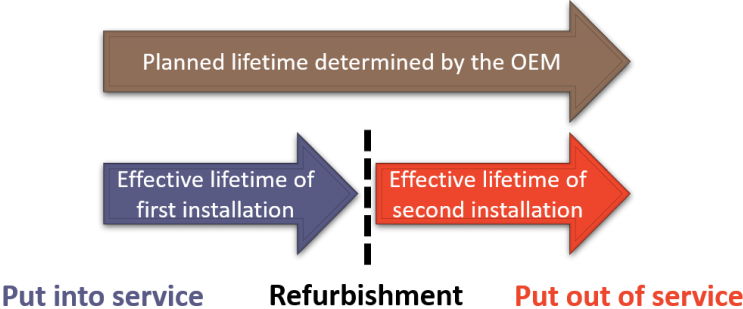 Planned lifetime determined by the OEM
Effective lifetime of
first installation
Effective lifetime of
second installation
Put into service
Refurbishment
Put out of service